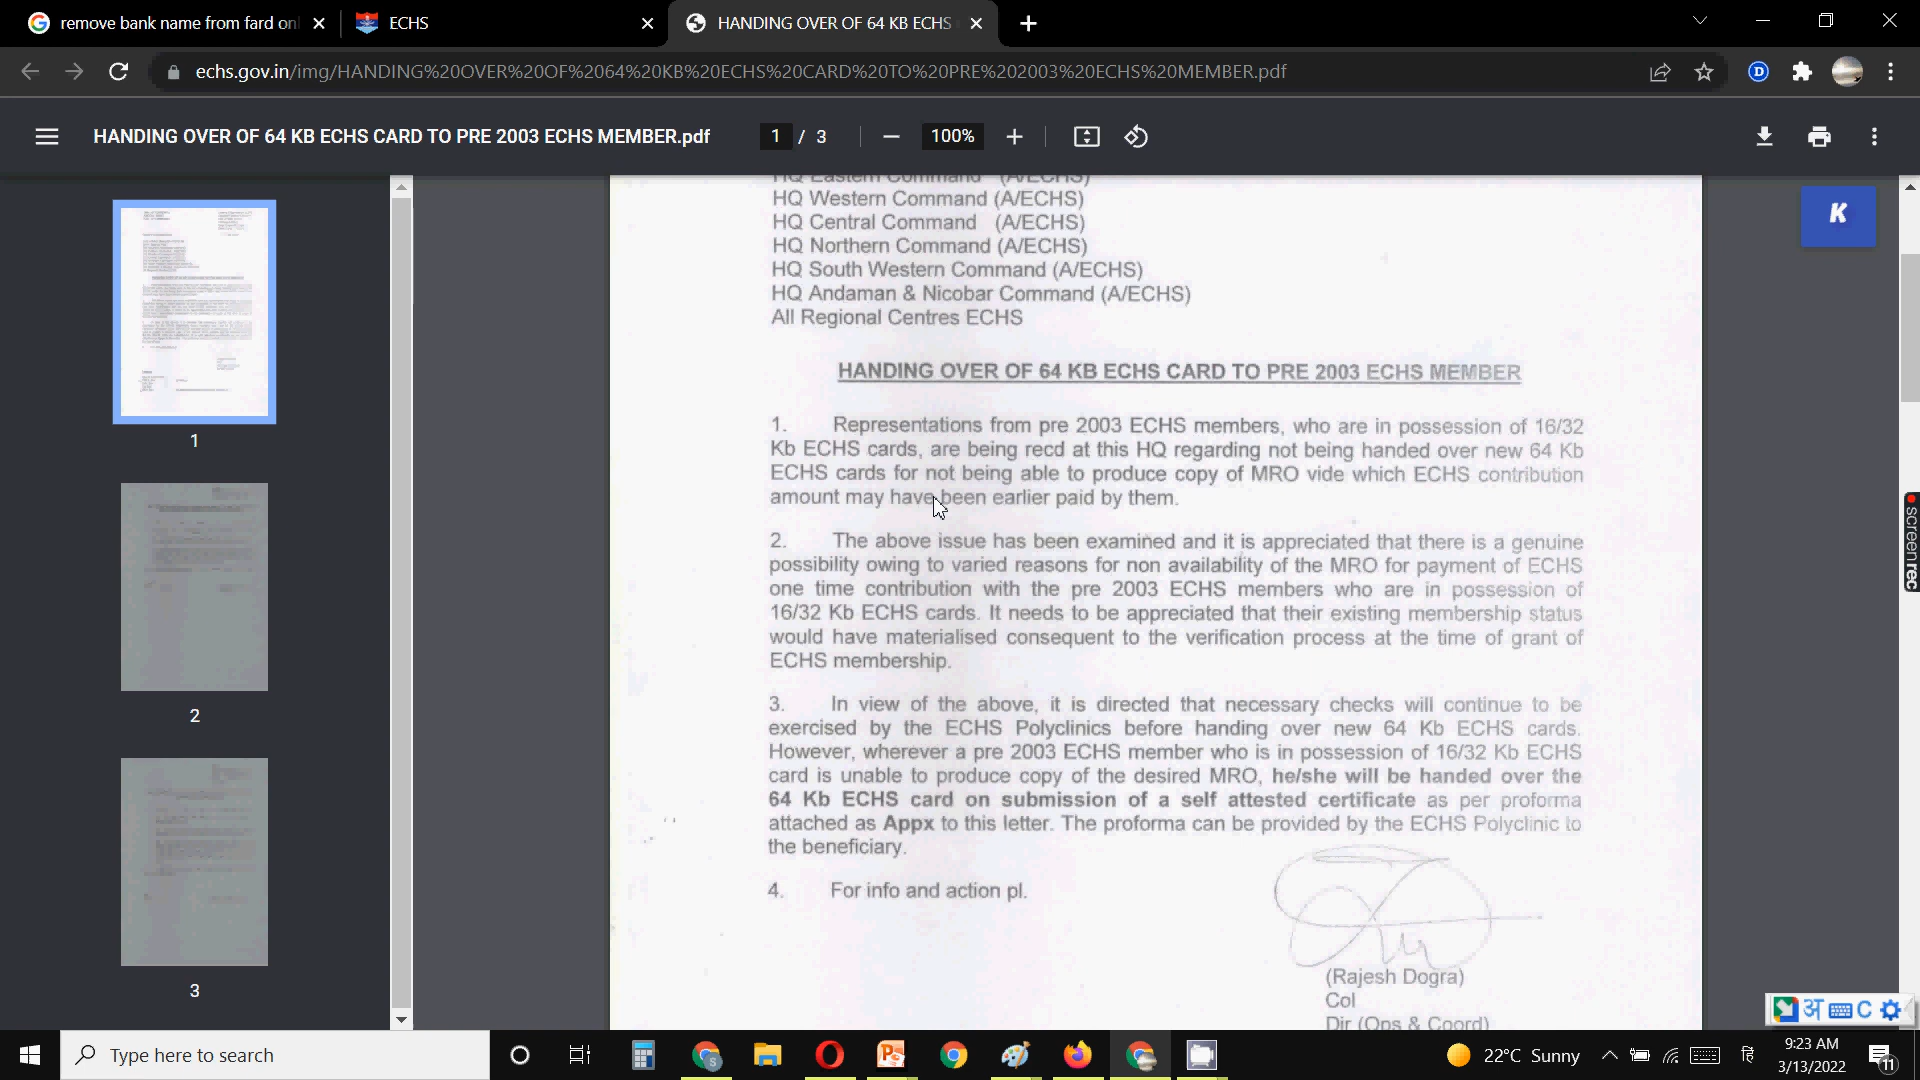 remove bank name from fard on
ECHS
HANDING OVER OF 64 KB ECHS
echs.gov.in/img/HANDING%20OVER%20OF%2064%20KB%20ECHS%20CARD%20TO%20PRE%202003%20ECHS%20MEMBER.pdf
D
HANDING OVER OF 64 KB ECHS CARD TO PRE 2003 ECHS MEMBER.pdf
1 / 3
100%
K
1
2
3
HQ Eastern Command (A/ECHS)
HQ Western Command (A/ECHS)
HQ Central Command (A/ECHS)
HQ Northern Command (A/ECHS)
HQ South Western Command (A/ECHS)
HQ Andaman & Nicobar Command (A/ECHS)
All Regional Centres ECHS
HANDING OVER OF 64 KB ECHS CARD TO PRE 2003 ECHS MEMBER
1. Representations from pre 2003 ECHS members, who are in possession of 16/32
Kb ECHS cards, are being recd at this HQ regarding not being handed over new 64 Kb
ECHS cards for not being able to produce copy of MRO vide which ECHS contribution
amount may have been earlier paid by them.
2. The above issue has been examined and it is appreciated that there is a genuine
possibility owing to varied reasons for non availability of the MRO for payment of ECHS
one time contribution with the pre 2003 ECHS members who are in possession of
16/32 Kb ECHS cards. It needs to be appreciated that their existing membership status
would have materialised consequent to the verification process at the time of grant of
ECHS membership.
3. In view of the above, it is directed that necessary checks will continue to be
exercised by the ECHS Polyclinics before handing over new 64 Kb ECHS cards.
However, wherever a pre 2003 ECHS member who is in possession of 16/32 Kb ECHS
card is unable to produce copy of the desired MRO, he/she will be handed over the
64 Kb ECHS card on submission of a self attested certificate as per proforma
attached as Appx to this letter. The proforma can be provided by the ECHS Polyclinic to
the beneficiary.
4. For info and action pl.
(Rajesh Dogra)
Col
Dir (Ops & Coord)
screenrec
अ C
Type here to search
S
22°C Sunny
हि
9:23 AM
3/13/2022
11